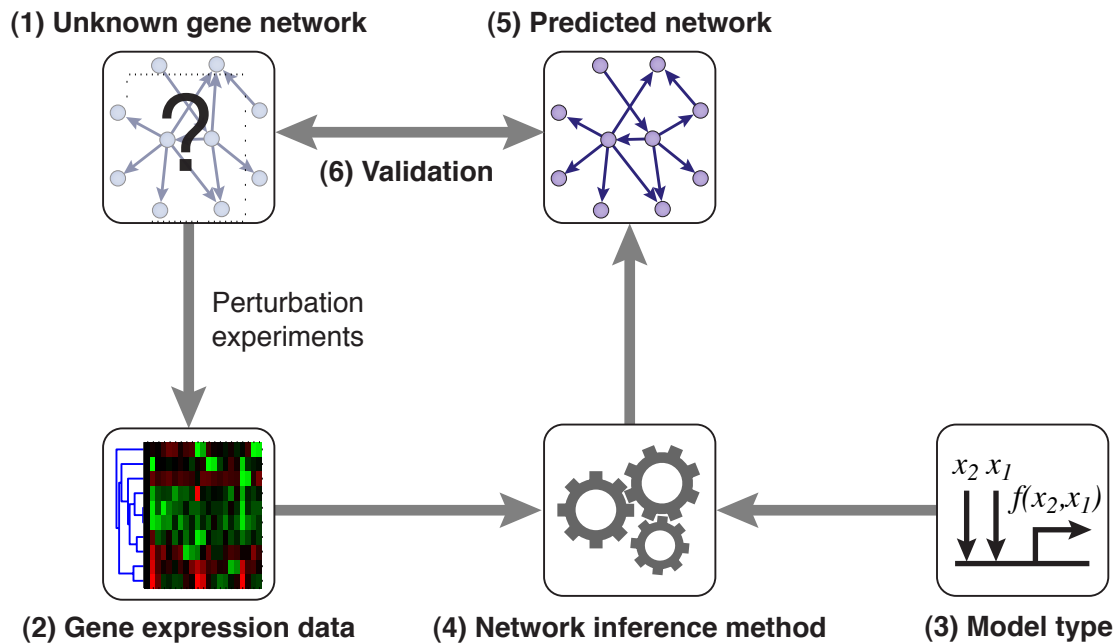 (1) Unknown gene network
(5) Predicted network
?
(6) Validation
Perturbation
experiments
x2 x1
f(x2,x1)
(2) Gene expression data
(4) Network inference method
(3) Model type